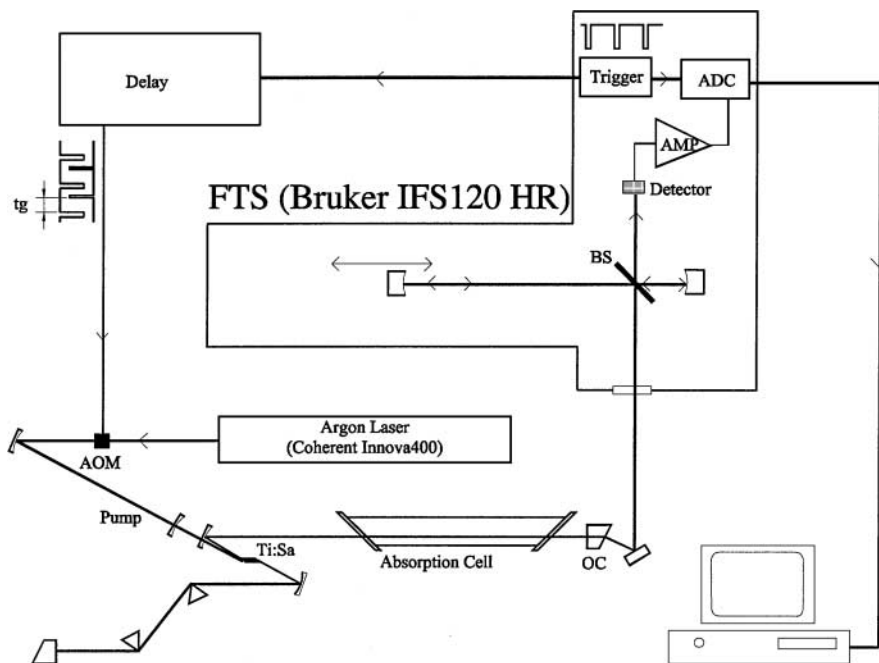 Delay
Trigger
ADC
AMP
Detector
tg
FTS (Bruker IFS120 HR)
BS
Argon Laser
(Coherent Innova400)
AOM
Pump
Ti:Sa
Absorption Cell
OC